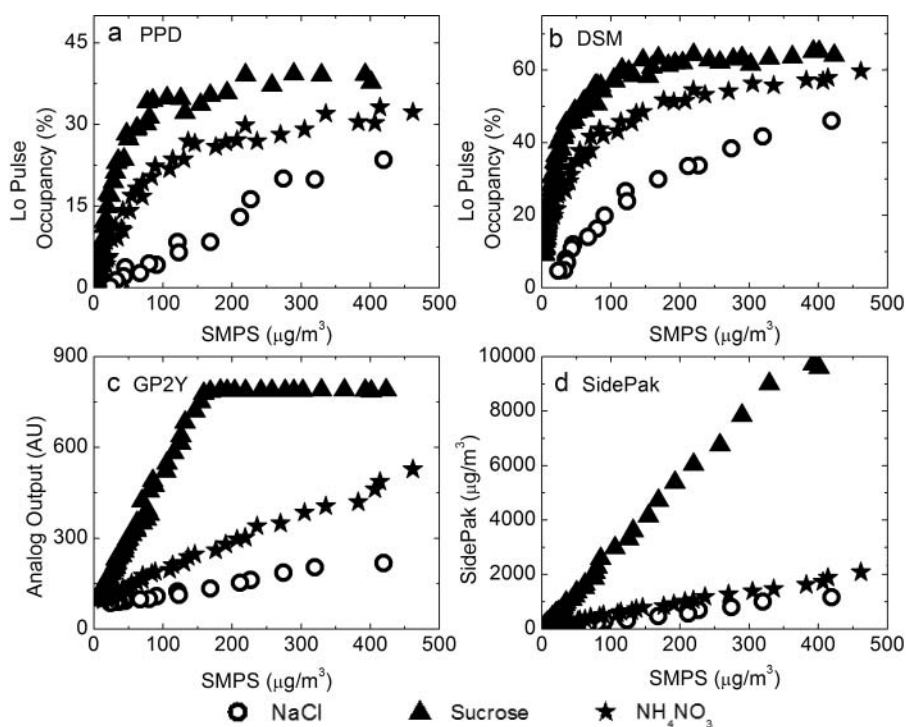 a PPD
Lo Pulse
Occupancy (%)
45
30
15
0
0 100 200 300 400 500
SMPS (μg/m³)
b DSM
Lo Pulse
Occupancy (%)
60
40
20
0
0 100 200 300 400 500
SMPS (μg/m³)
c GP2Y
Analog Output (AU)
900
600
300
0
0 100 200 300 400 500
SMPS (μg/m³)
d SidePak
SidePak (μg/m³)
10000
8000
6000
4000
2000
0
0 100 200 300 400 500
SMPS (μg/m³)
NaCl Sucrose NH₄NO₃